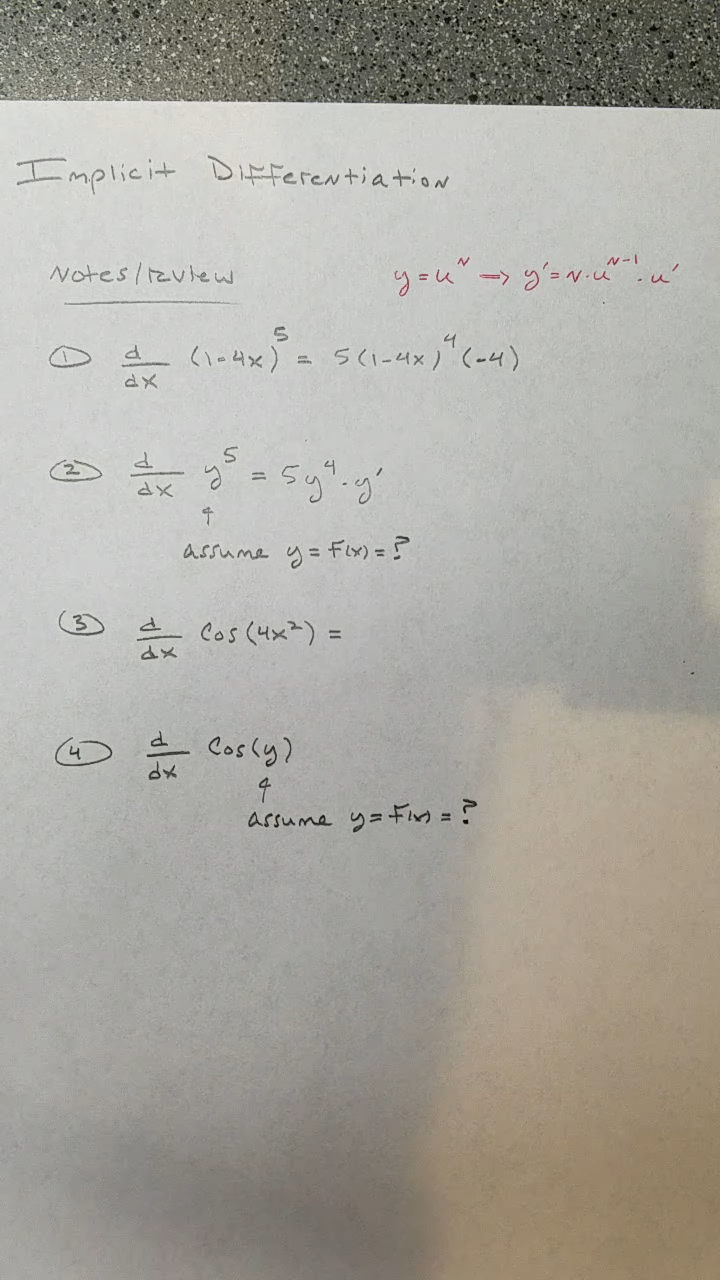 Implicit Differentiation
Notes/review
y = u^N ⇒ y' = N·u^(N-1)·u'
① d/dx (1-4x)^5 = 5(1-4x)^4 (-4)
② d/dx y^5 = 5y^4·y'
↑
assume y = F(x) = ?
③ d/dx Cos(4x²) =
④ d/dx Cos(y)
↑
assume y = F(x) = ?